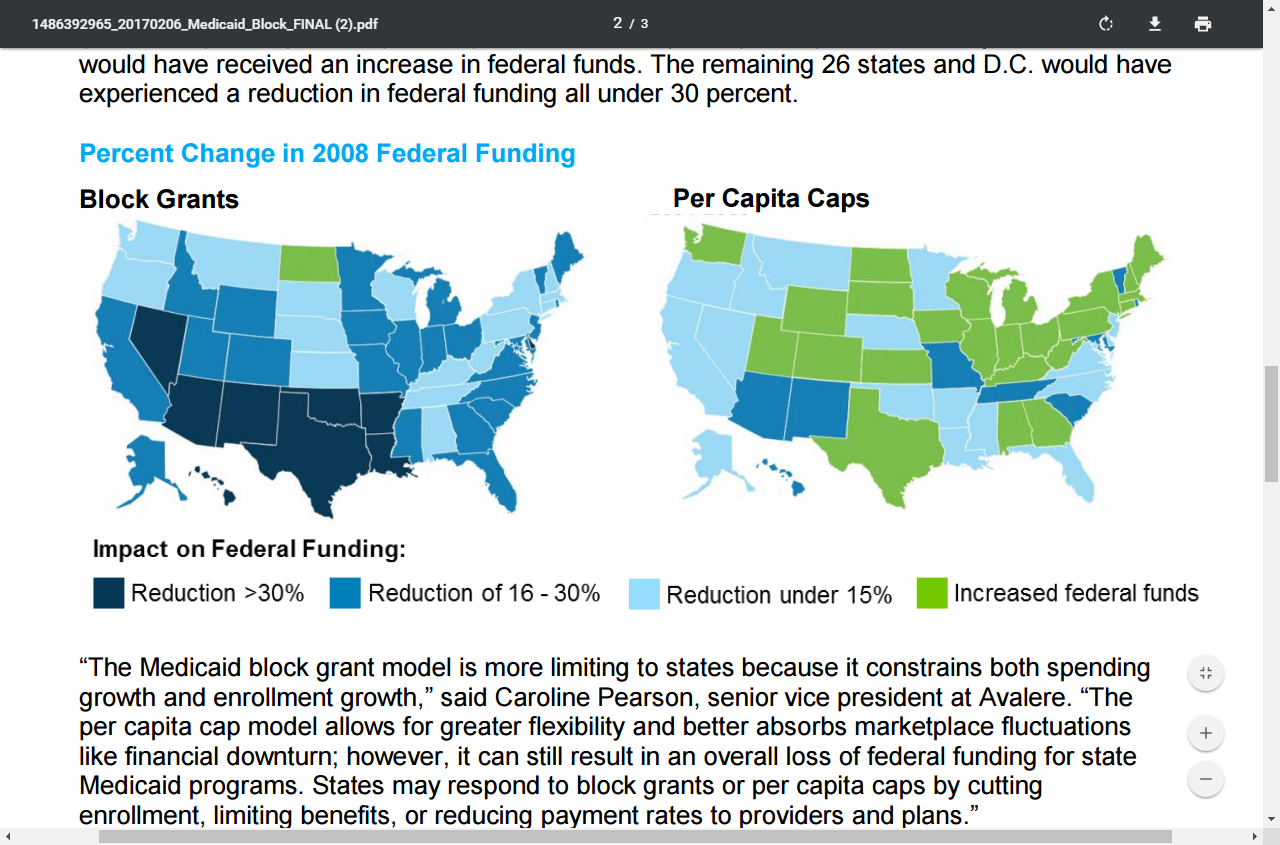 1486392965_20170206_Medicaid_Block_FINAL (2).pdf
2 / 3
would have received an increase in federal funds. The remaining 26 states and D.C. would have
experienced a reduction in federal funding all under 30 percent.
Percent Change in 2008 Federal Funding
Block Grants
Per Capita Caps
Impact on Federal Funding:
Reduction >30%
Reduction of 16 - 30%
Reduction under 15%
Increased federal funds
“The Medicaid block grant model is more limiting to states because it constrains both spending
growth and enrollment growth,” said Caroline Pearson, senior vice president at Avalere. “The
per capita cap model allows for greater flexibility and better absorbs marketplace fluctuations
like financial downturn; however, it can still result in an overall loss of federal funding for state
Medicaid programs. States may respond to block grants or per capita caps by cutting
enrollment, limiting benefits, or reducing payment rates to providers and plans.”